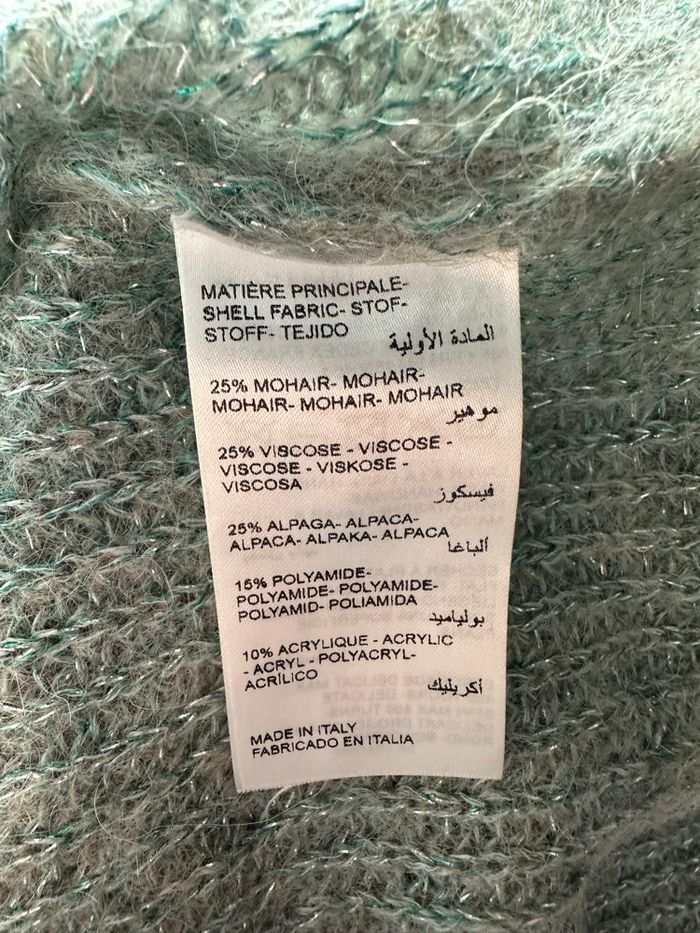 MATIÈRE PRINCIPALE-
SHELL FABRIC- STOF-
STOFF- TEJIDO
المادة الأولية
25% MOHAIR- MOHAIR-
MOHAIR- MOHAIR- MOHAIR
موهير
25% VISCOSE - VISCOSE -
VISCOSE - VISKOSE -
VISCOSA
فيسكوز
25% ALPAGA- ALPACA-
ALPACA- ALPAKA- ALPACA
ألباغا
15% POLYAMIDE-
POLYAMIDE- POLYAMIDE-
POLYAMID- POLIAMIDA
بولياميد
10% ACRYLIQUE - ACRYLIC
- ACRYL - POLYACRYL-
ACRÍLICO
أكريليك
MADE IN ITALY
FABRICADO EN ITALIA